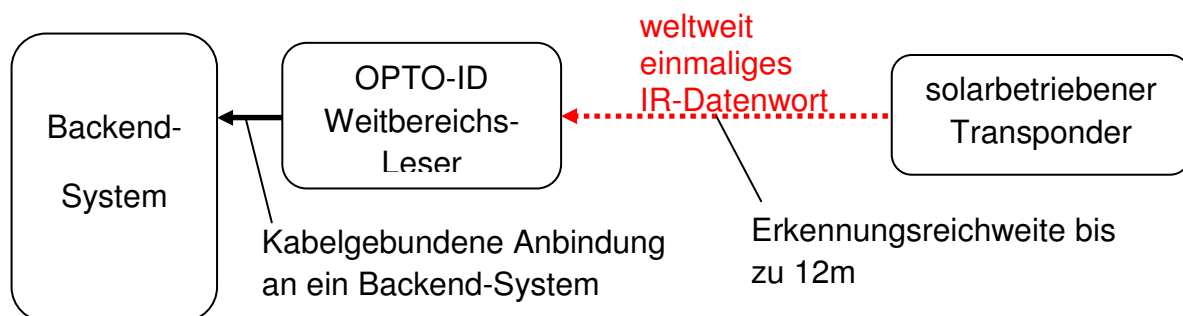 Backend-
System
OPTO-ID
Weitbereichs-
Leser
weltweit
einmaliges
IR-Datenwort
solarbetriebener
Transponder
Kabelgebundene Anbindung
an ein Backend-System
Erkennungsreichweite bis
zu 12m